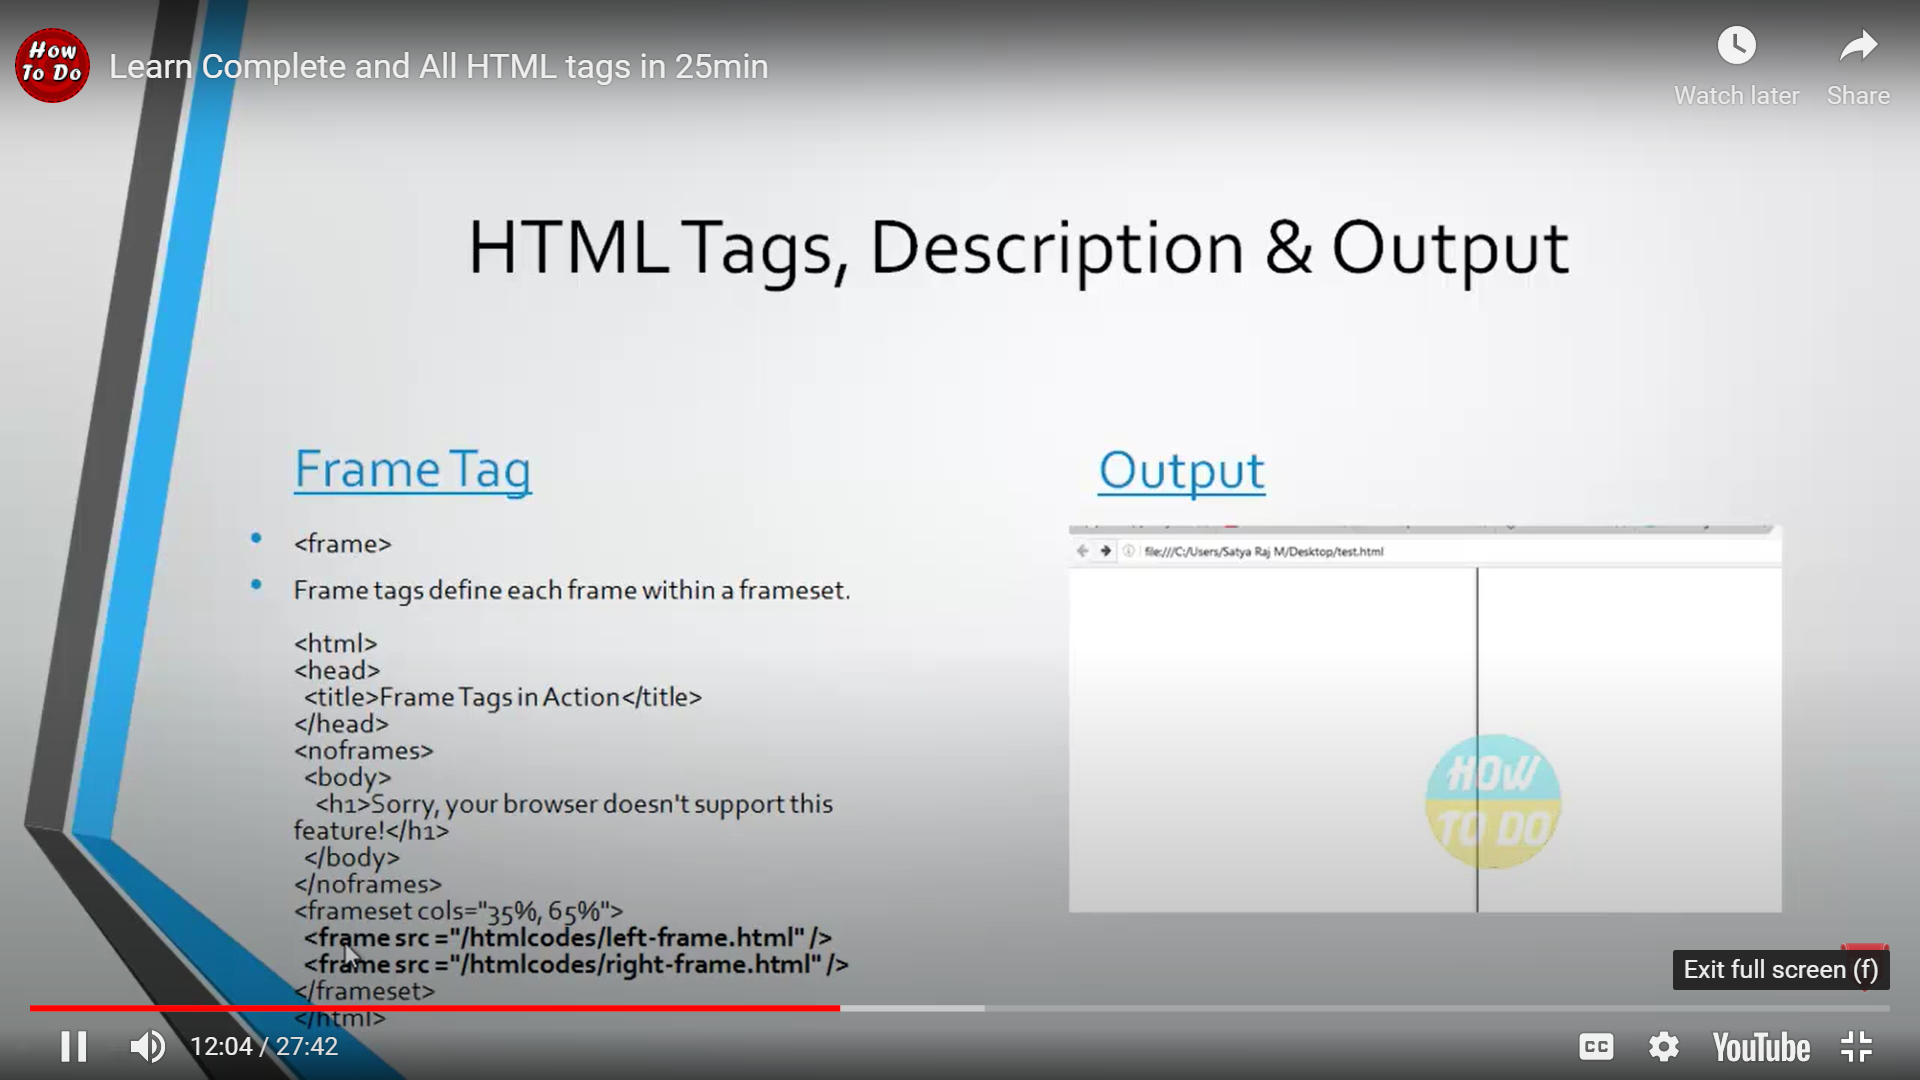 How
To Do
Learn Complete and All HTML tags in 25min
Watch later
Share
HTML Tags, Description & Output
Frame Tag
<frame>
Frame tags define each frame within a frameset.
<html>
<head>
<title>Frame Tags in Action</title>
</head>
<noframes>
<body>
<h1>Sorry, your browser doesn't support this
feature!</h1>
</body>
</noframes>
<frameset cols="35%, 65%">
<frame src ="/htmlcodes/left-frame.html" />
<frame src ="/htmlcodes/right-frame.html" />
</frameset>
</html>
Output
file:///C:/Users/Satya Raj M/Desktop/test.html
HOW
TO DO
Exit full screen (f)
12:04 / 27:42
CC
YouTube